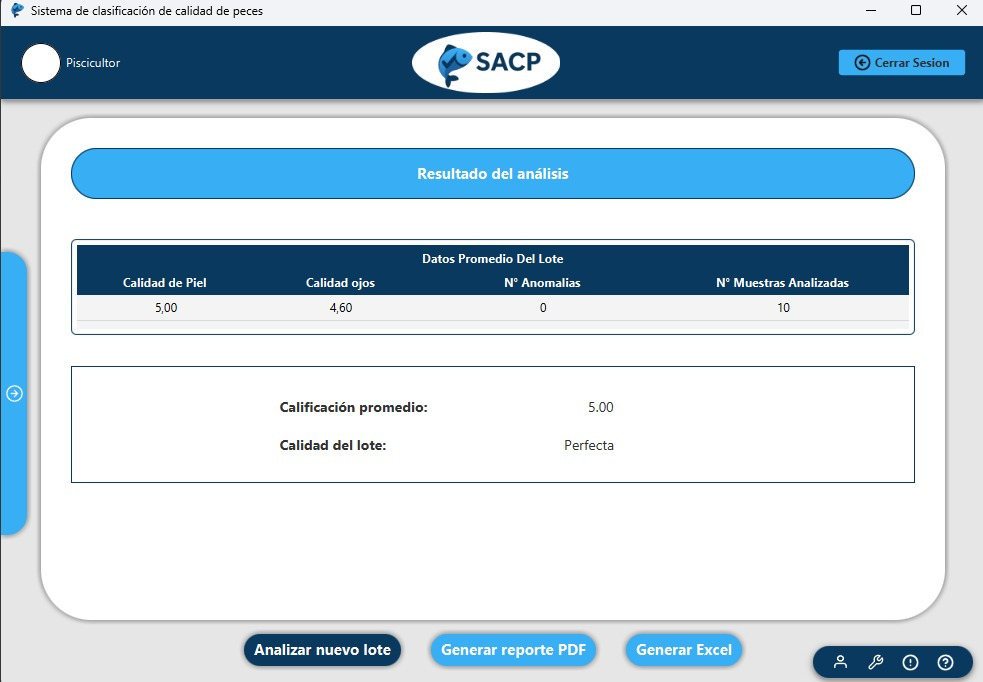 Sistema de clasificación de calidad de peces
Piscicultor
SACP
Cerrar Sesion
Resultado del análisis
Datos Promedio Del Lote
Calidad de Piel Calidad ojos N° Anomalias N° Muestras Analizadas
5,00 4,60 0 10
Calificación promedio: 5.00
Calidad del lote: Perfecta
Analizar nuevo lote Generar reporte PDF Generar Excel